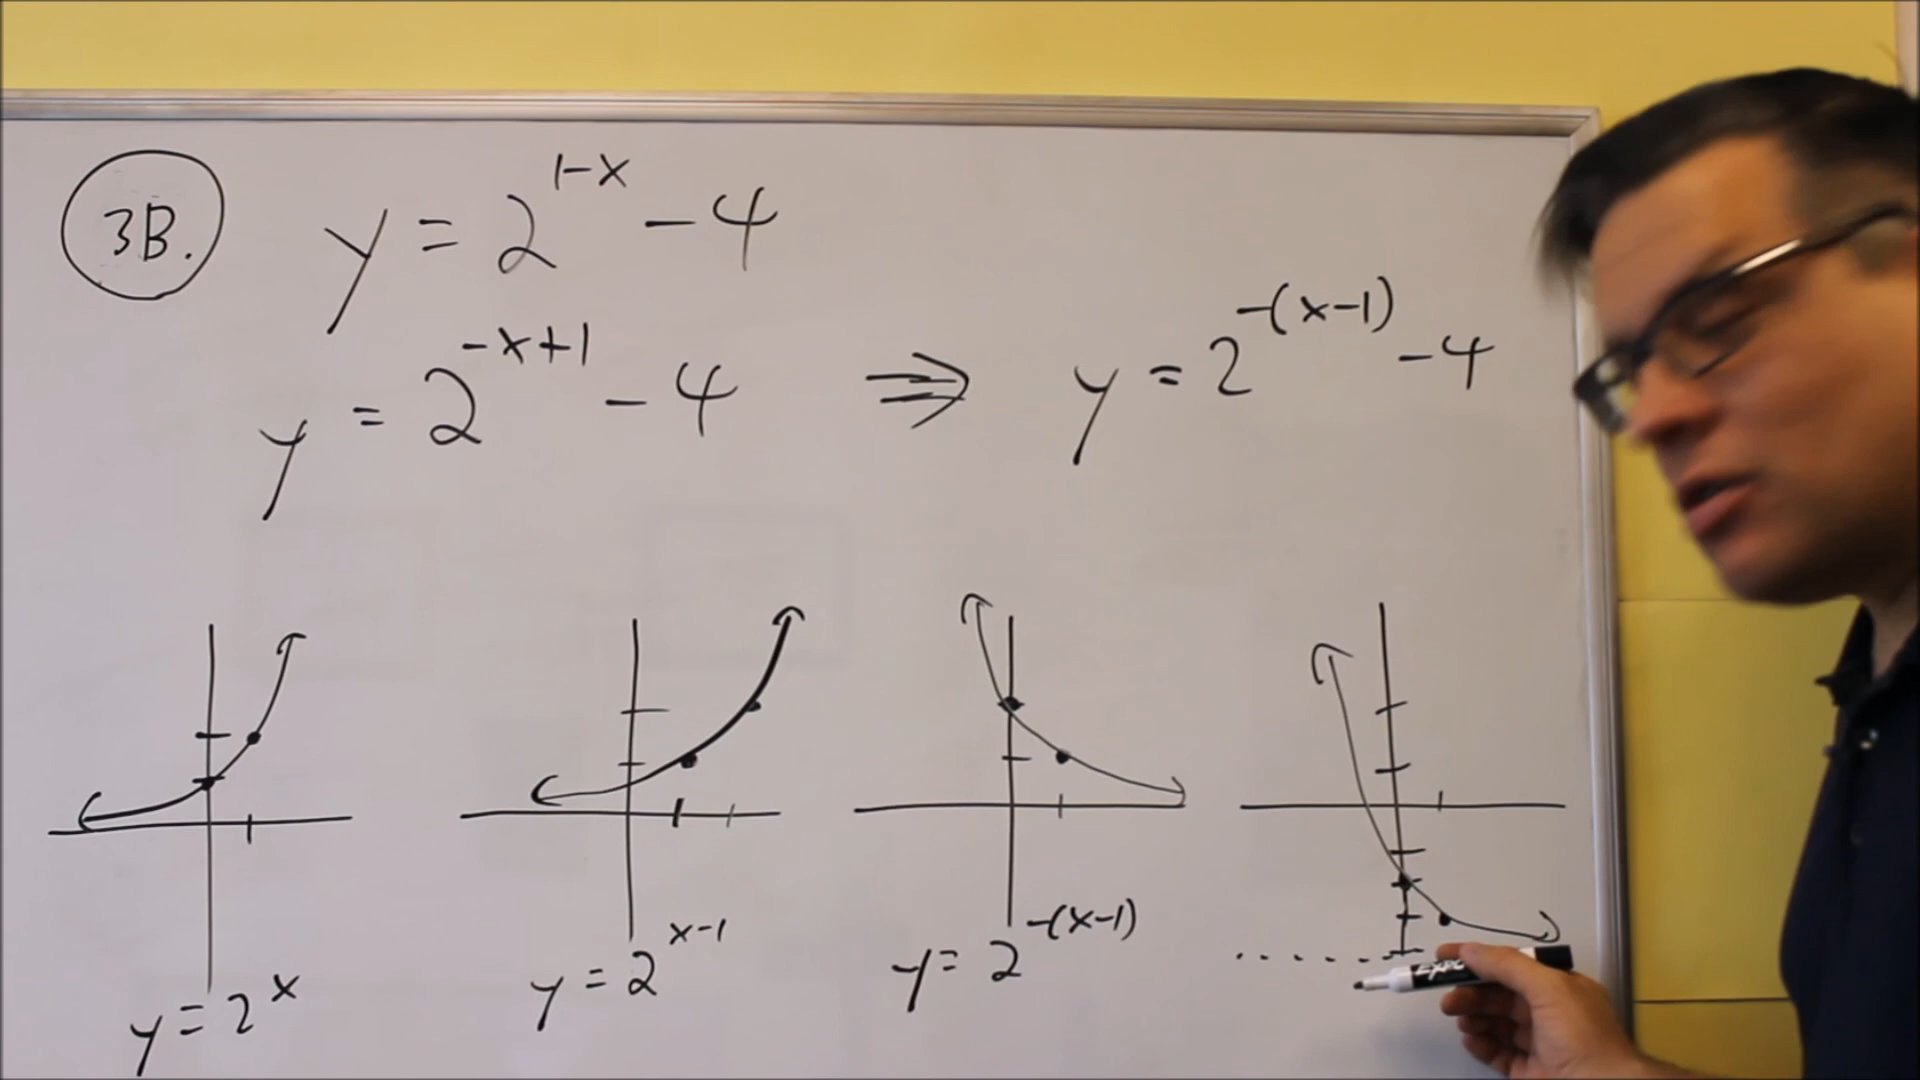 3B.
y = 2^(1-x) - 4
y = 2^(-x+1) - 4 ⇒ y = 2^(-(x-1)) - 4
y = 2^x
y = 2^(x-1)
y = 2^(-(x-1))
EXPO